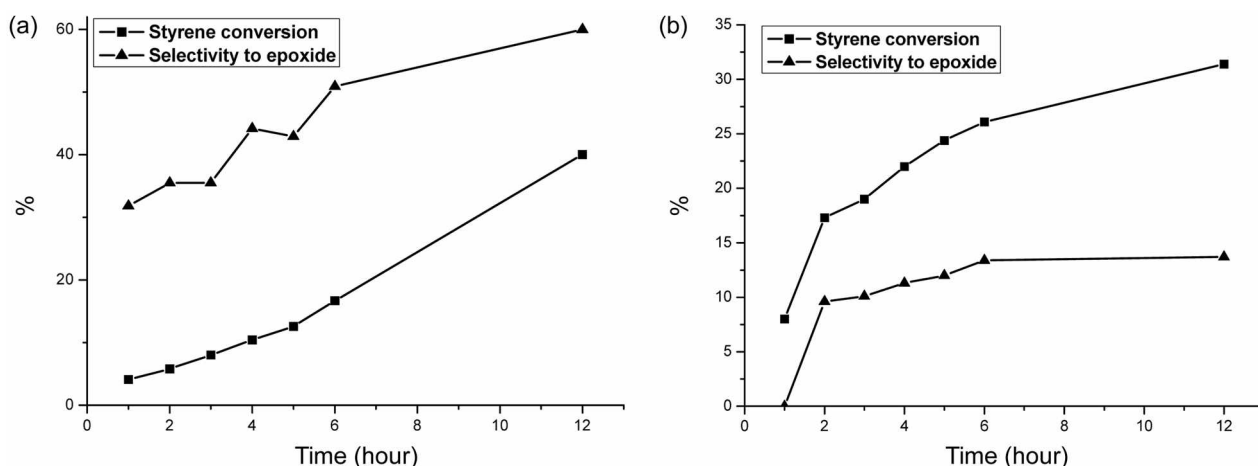 (a)
Styrene conversion
Selectivity to epoxide
60
40
20
0
%
0 2 4 6 8 10 12
Time (hour)
(b)
Styrene conversion
Selectivity to epoxide
35
30
25
20
15
10
5
0
%
0 2 4 6 8 10 12
Time (hour)